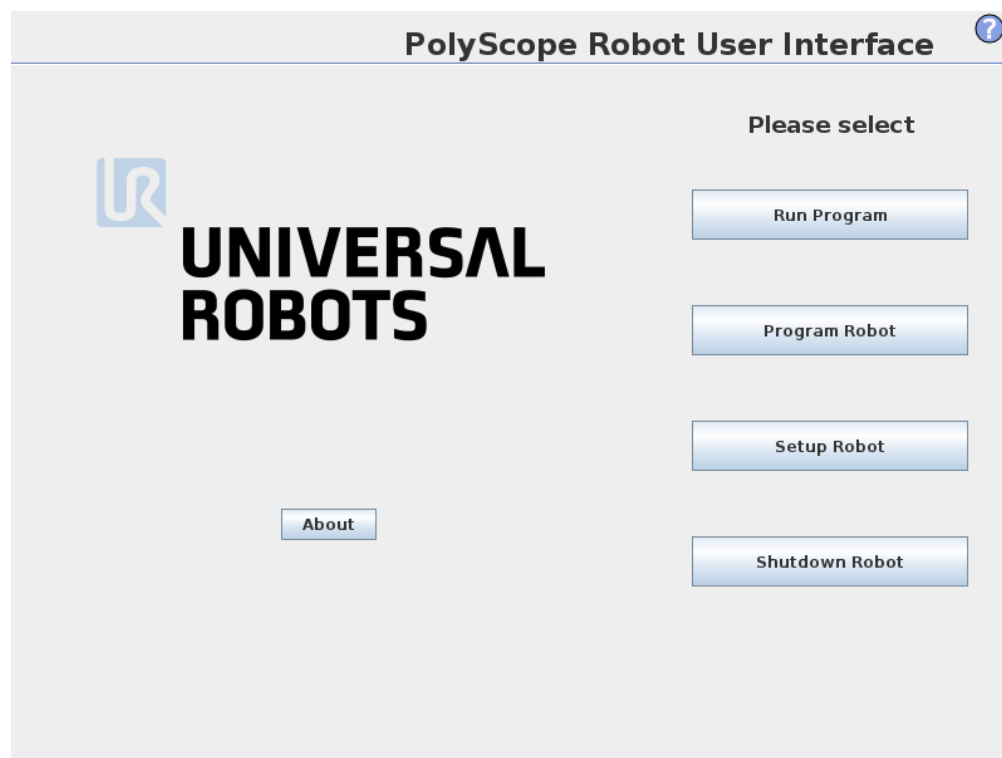 PolyScope Robot User Interface
?
Please select
UR
UNIVERSAL
ROBOTS
Run Program
Program Robot
Setup Robot
About
Shutdown Robot